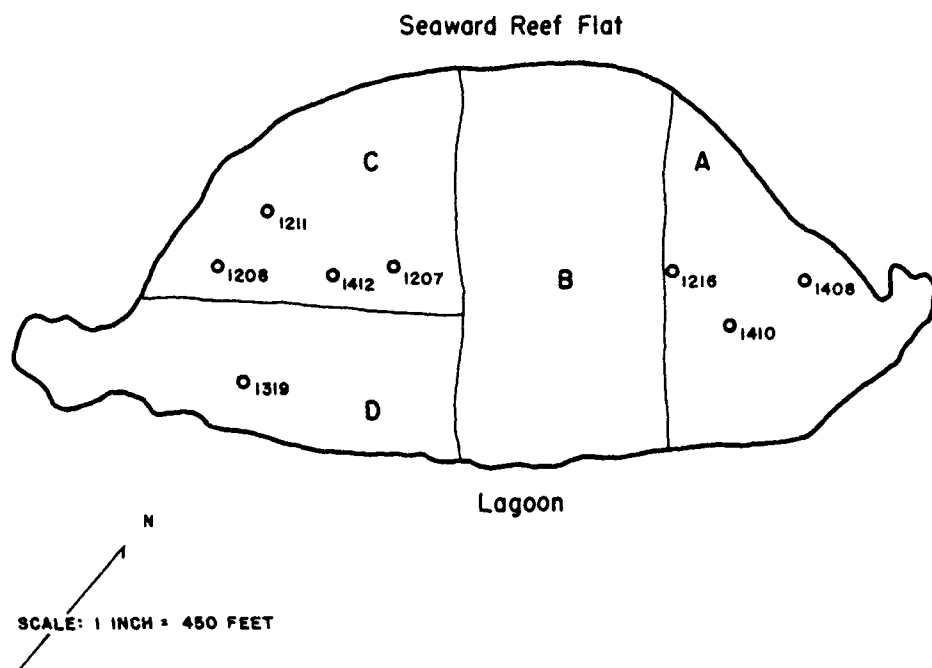 Seaward Reef Flat
C
A
1211
1208
1412
1207
B
1216
1408
1410
1319
D
Lagoon
N
SCALE: 1 INCH = 450 FEET